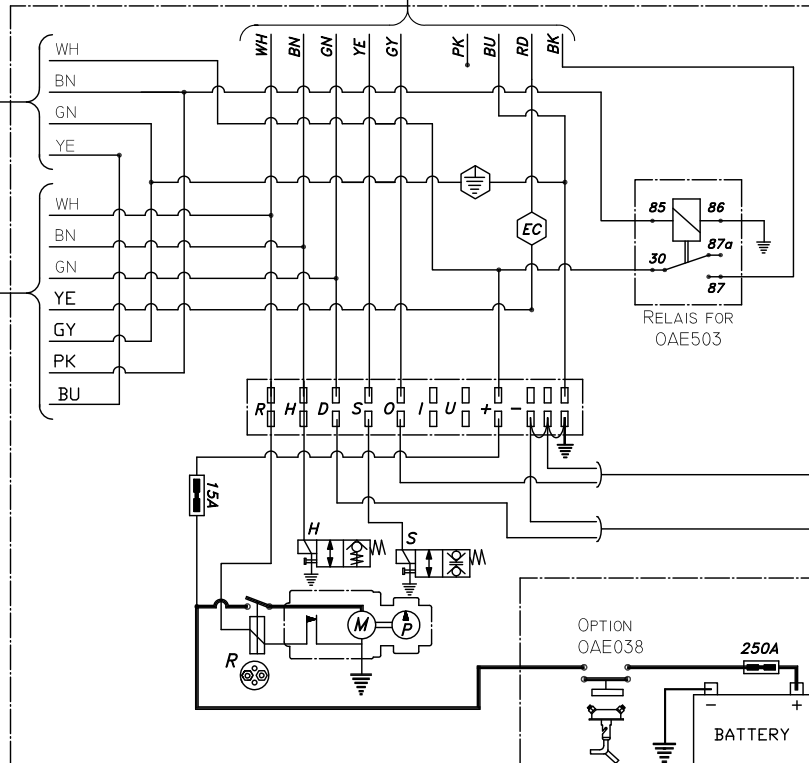 WH BN GN YE GY PK BU RD BK
WH
BN
GN
YE
WH
BN
GN
YE
GY
PK
BU
EC
85 86
30 87a
87
RELAIS FOR
OAE503
R H D S O I U + -
15A
H
S
M P
R
OPTION
OAE038
250A
- +
BATTERY